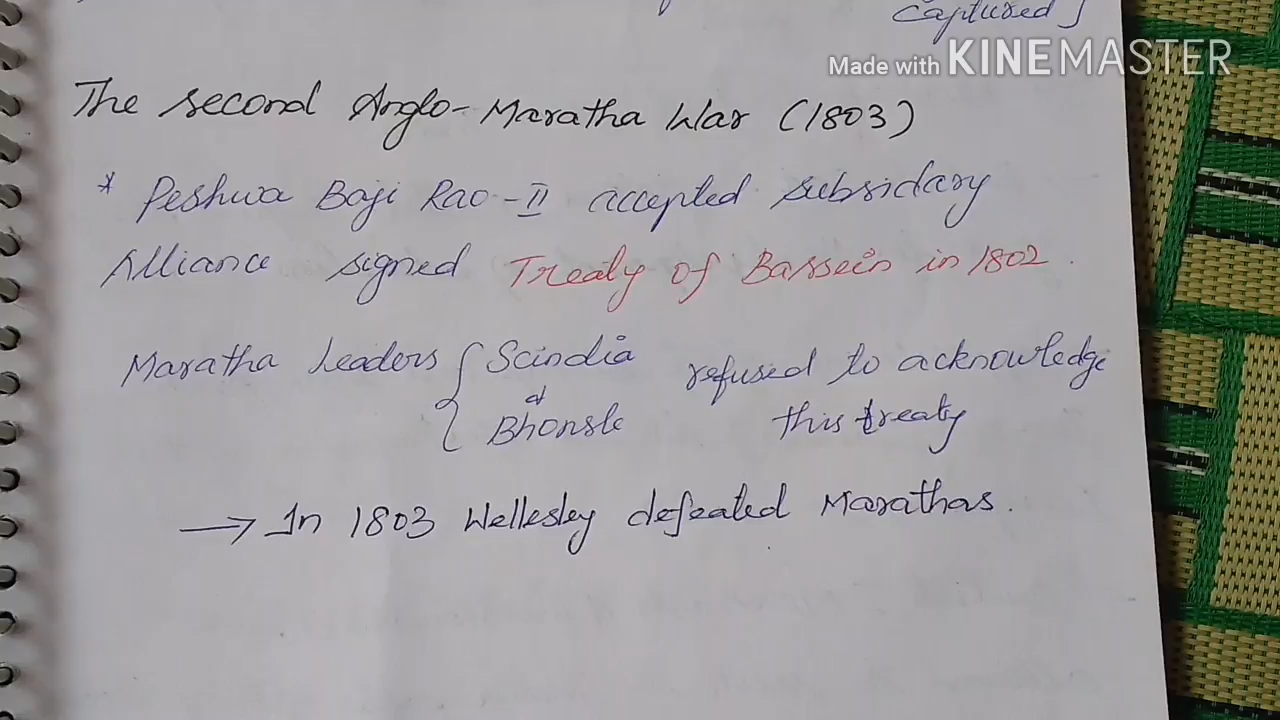 captured]
Made with KINEMASTER
The second Anglo-Maratha War (1803)
* Peshwa Baji Rao-II accepted subsidary
Alliance signed Treaty of Bassein in 1802.
Maratha leaders { Scindia & Bhonsle refused to acknowledge
this treaty
→ In 1803 Wellesley defeated Marathas.